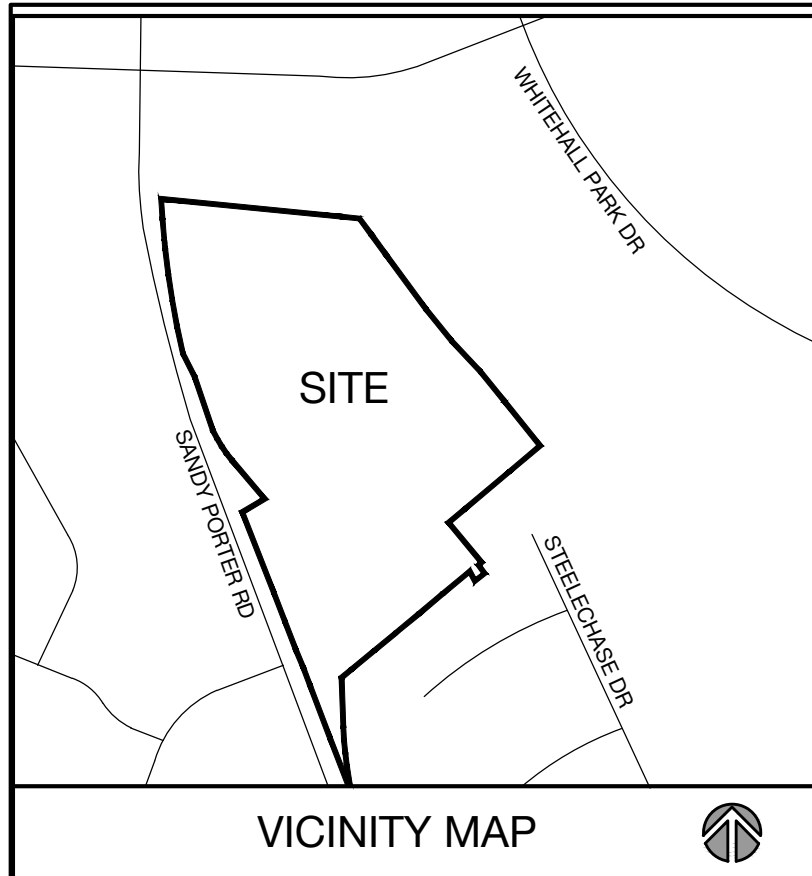 WHITEHALL PARK DR
SITE
SANDY PORTER RD
STEELECHASE DR
VICINITY MAP